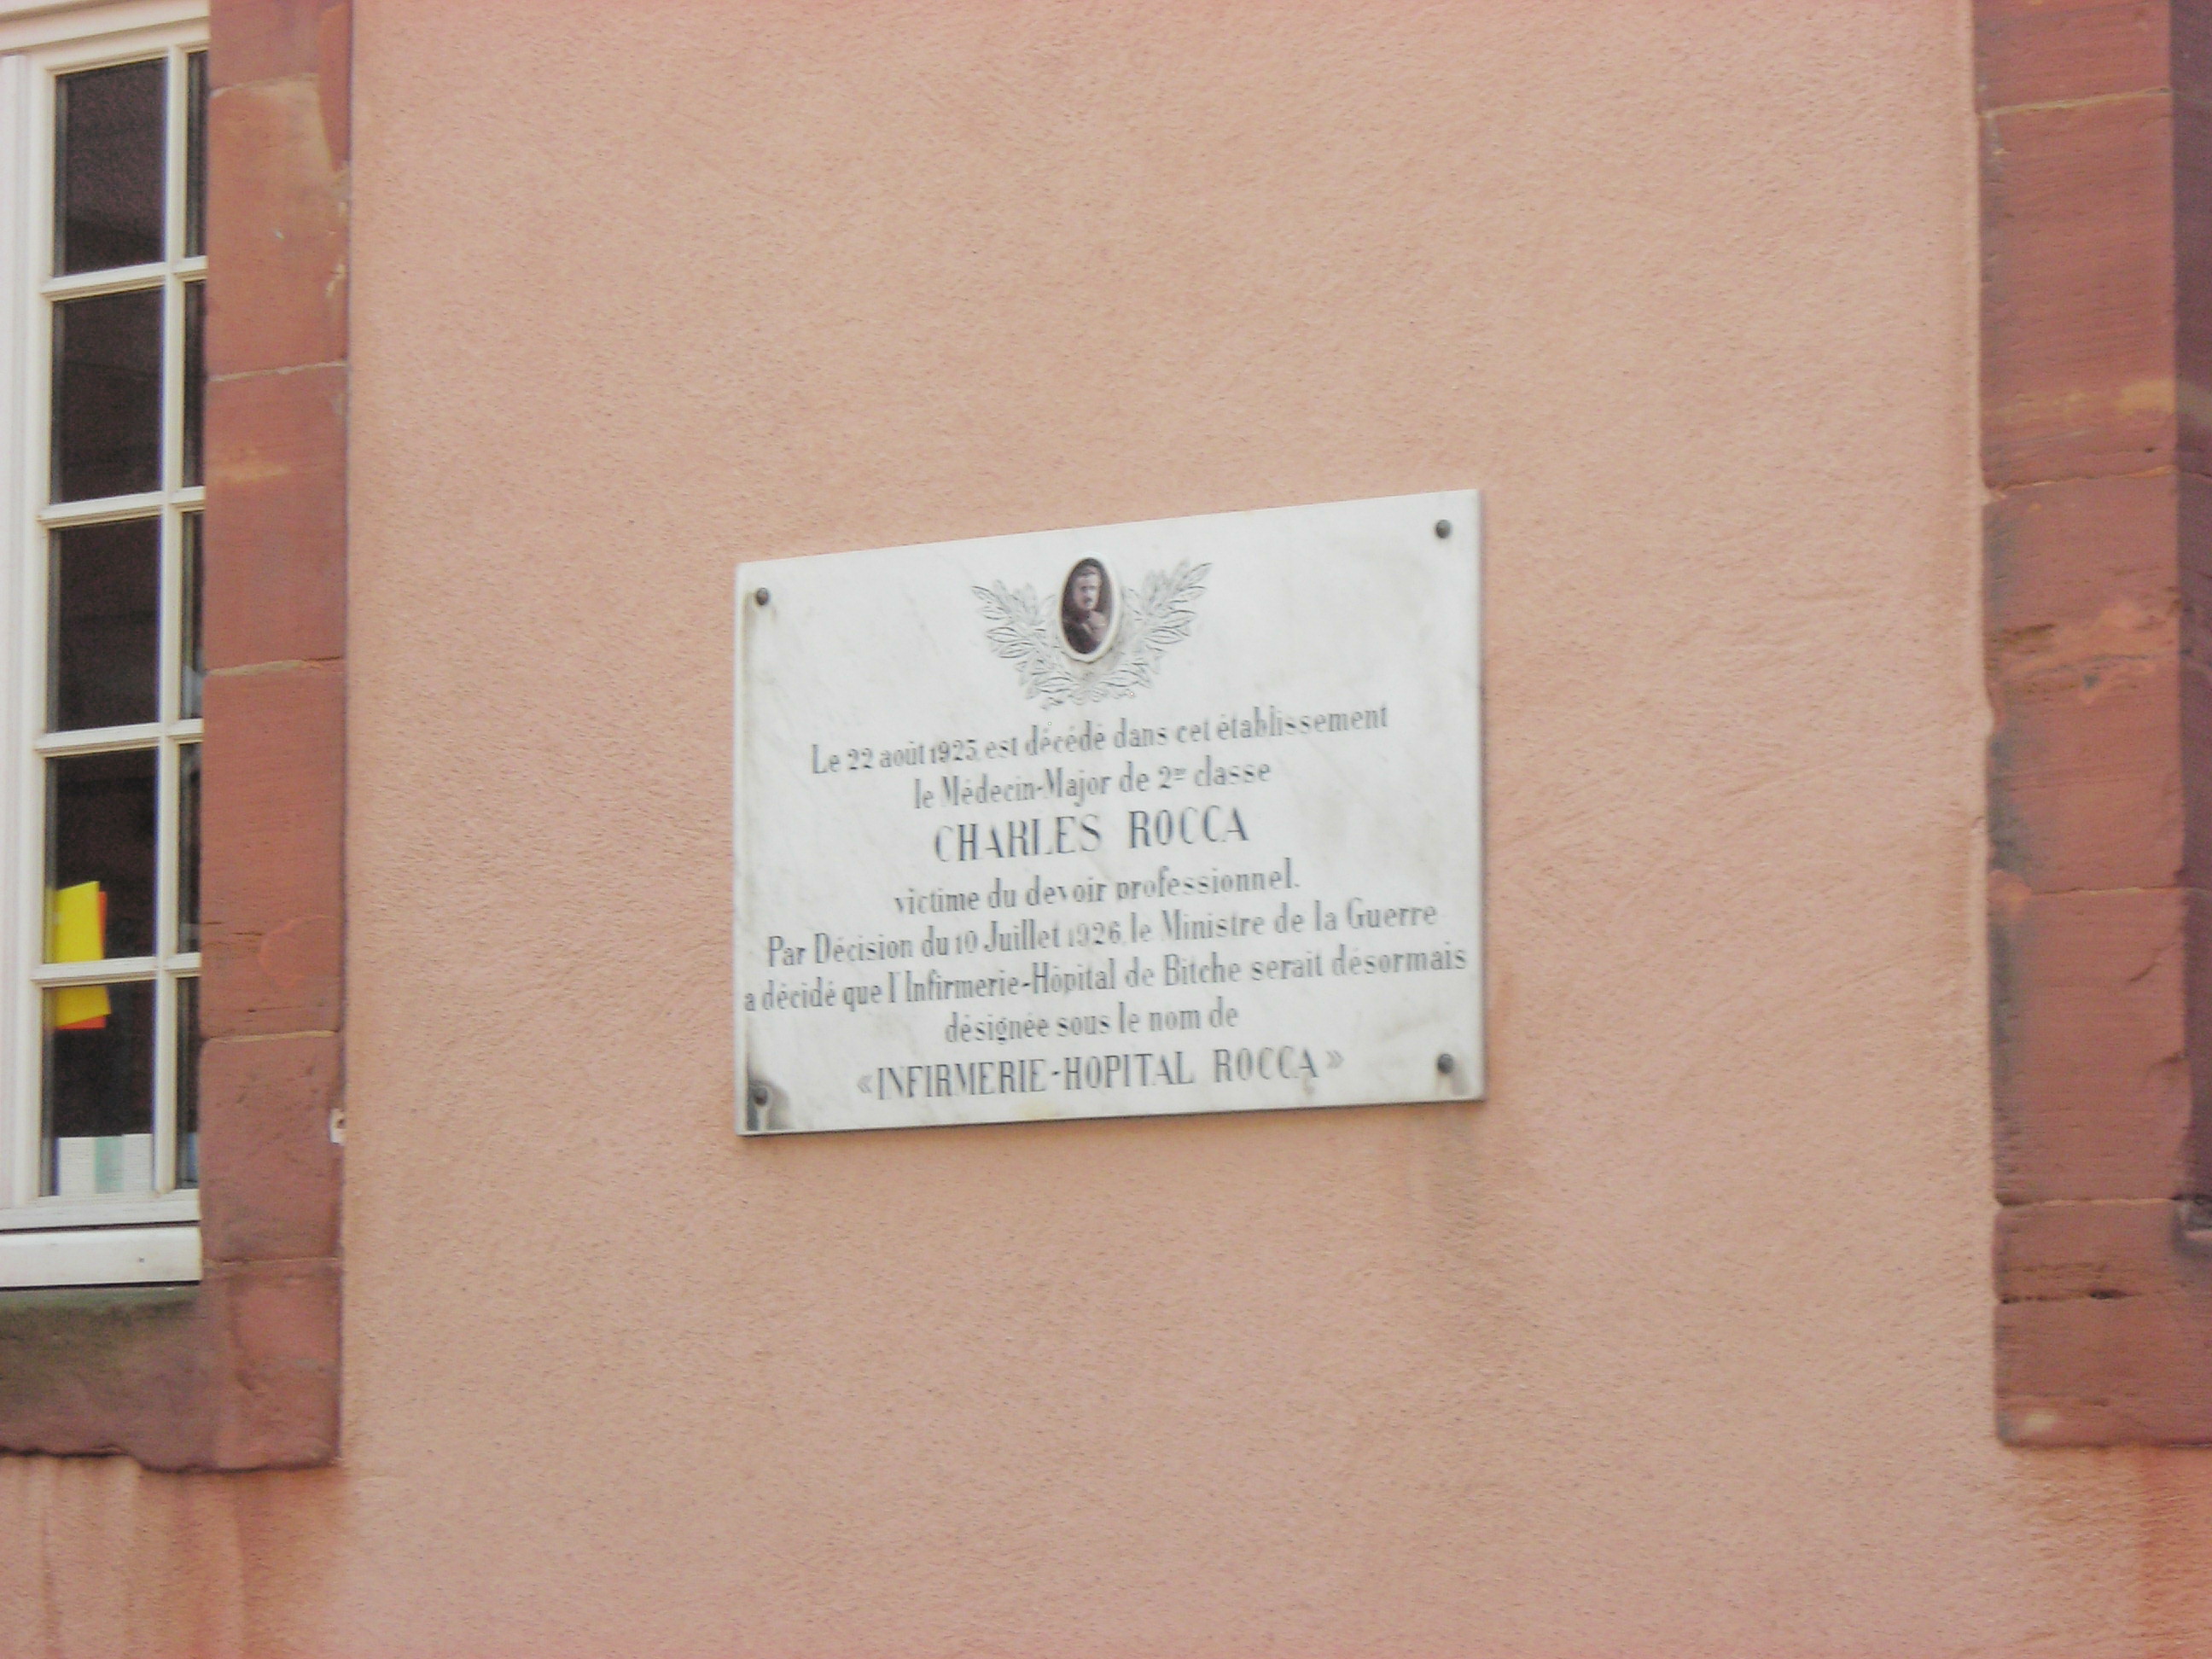 Le 22 août 1925, est décédé dans cet établissement
le Médecin-Major de 2me classe
CHARLES ROCCA
victime du devoir professionnel.
Par Décision du 10 Juillet 1926, le Ministre de la Guerre
a décidé que l'Infirmerie-Hôpital de Bitche serait désormais
désignée sous le nom de
«INFIRMERIE-HOPITAL ROCCA»